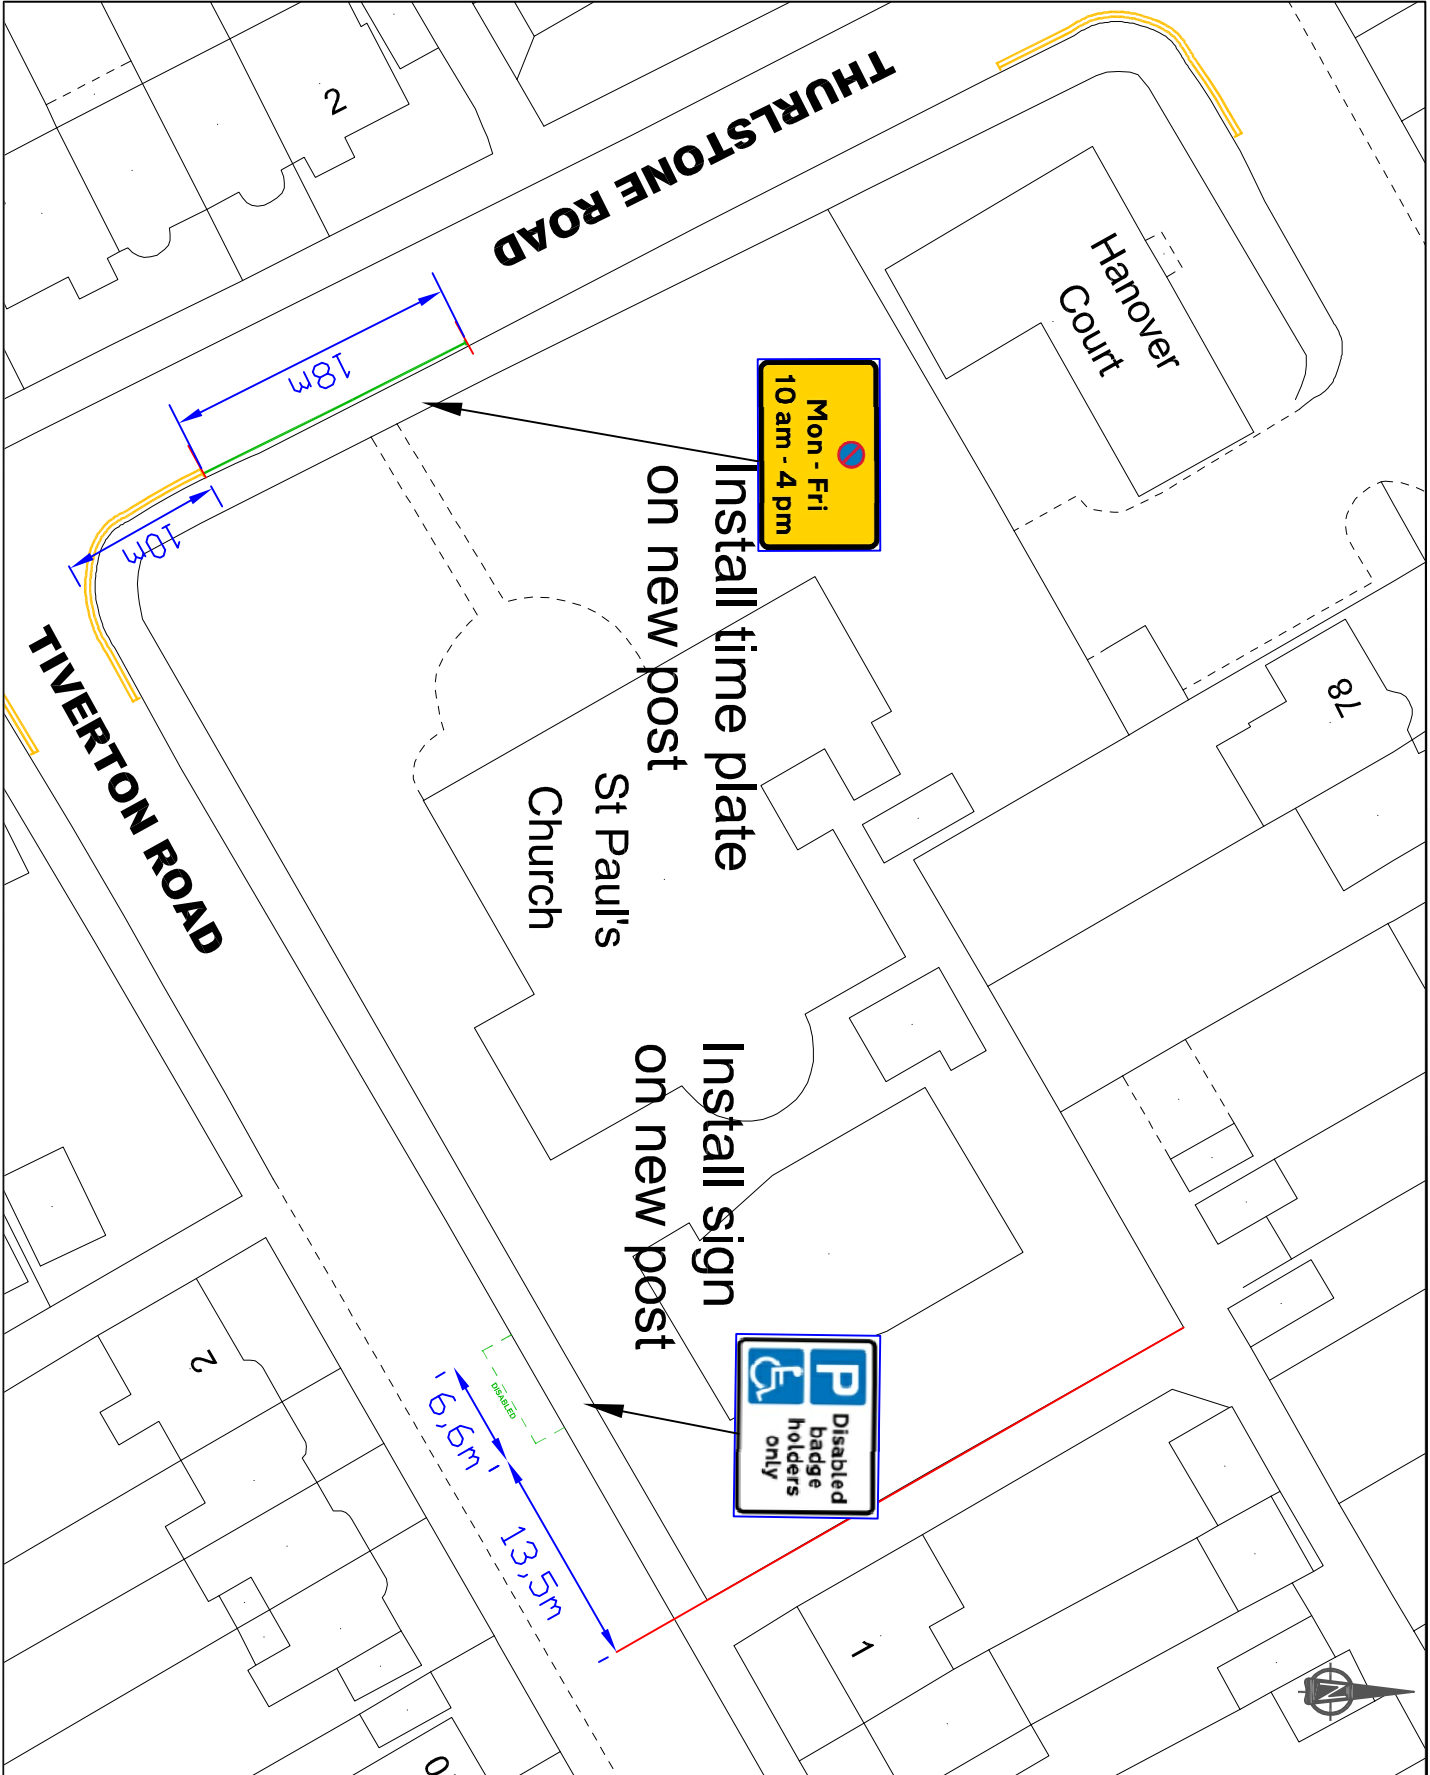 THURLSTONE ROAD
TIVERTON ROAD
Hanover
Court
Mon - Fri
10 am - 4 pm
Install time plate
on new post
St Paul's
Church
Install sign
on new post
P
Disabled
badge
holders
only
DISABLED
18m
10m
6,6m
13,5m
2
78
2
1
0
N